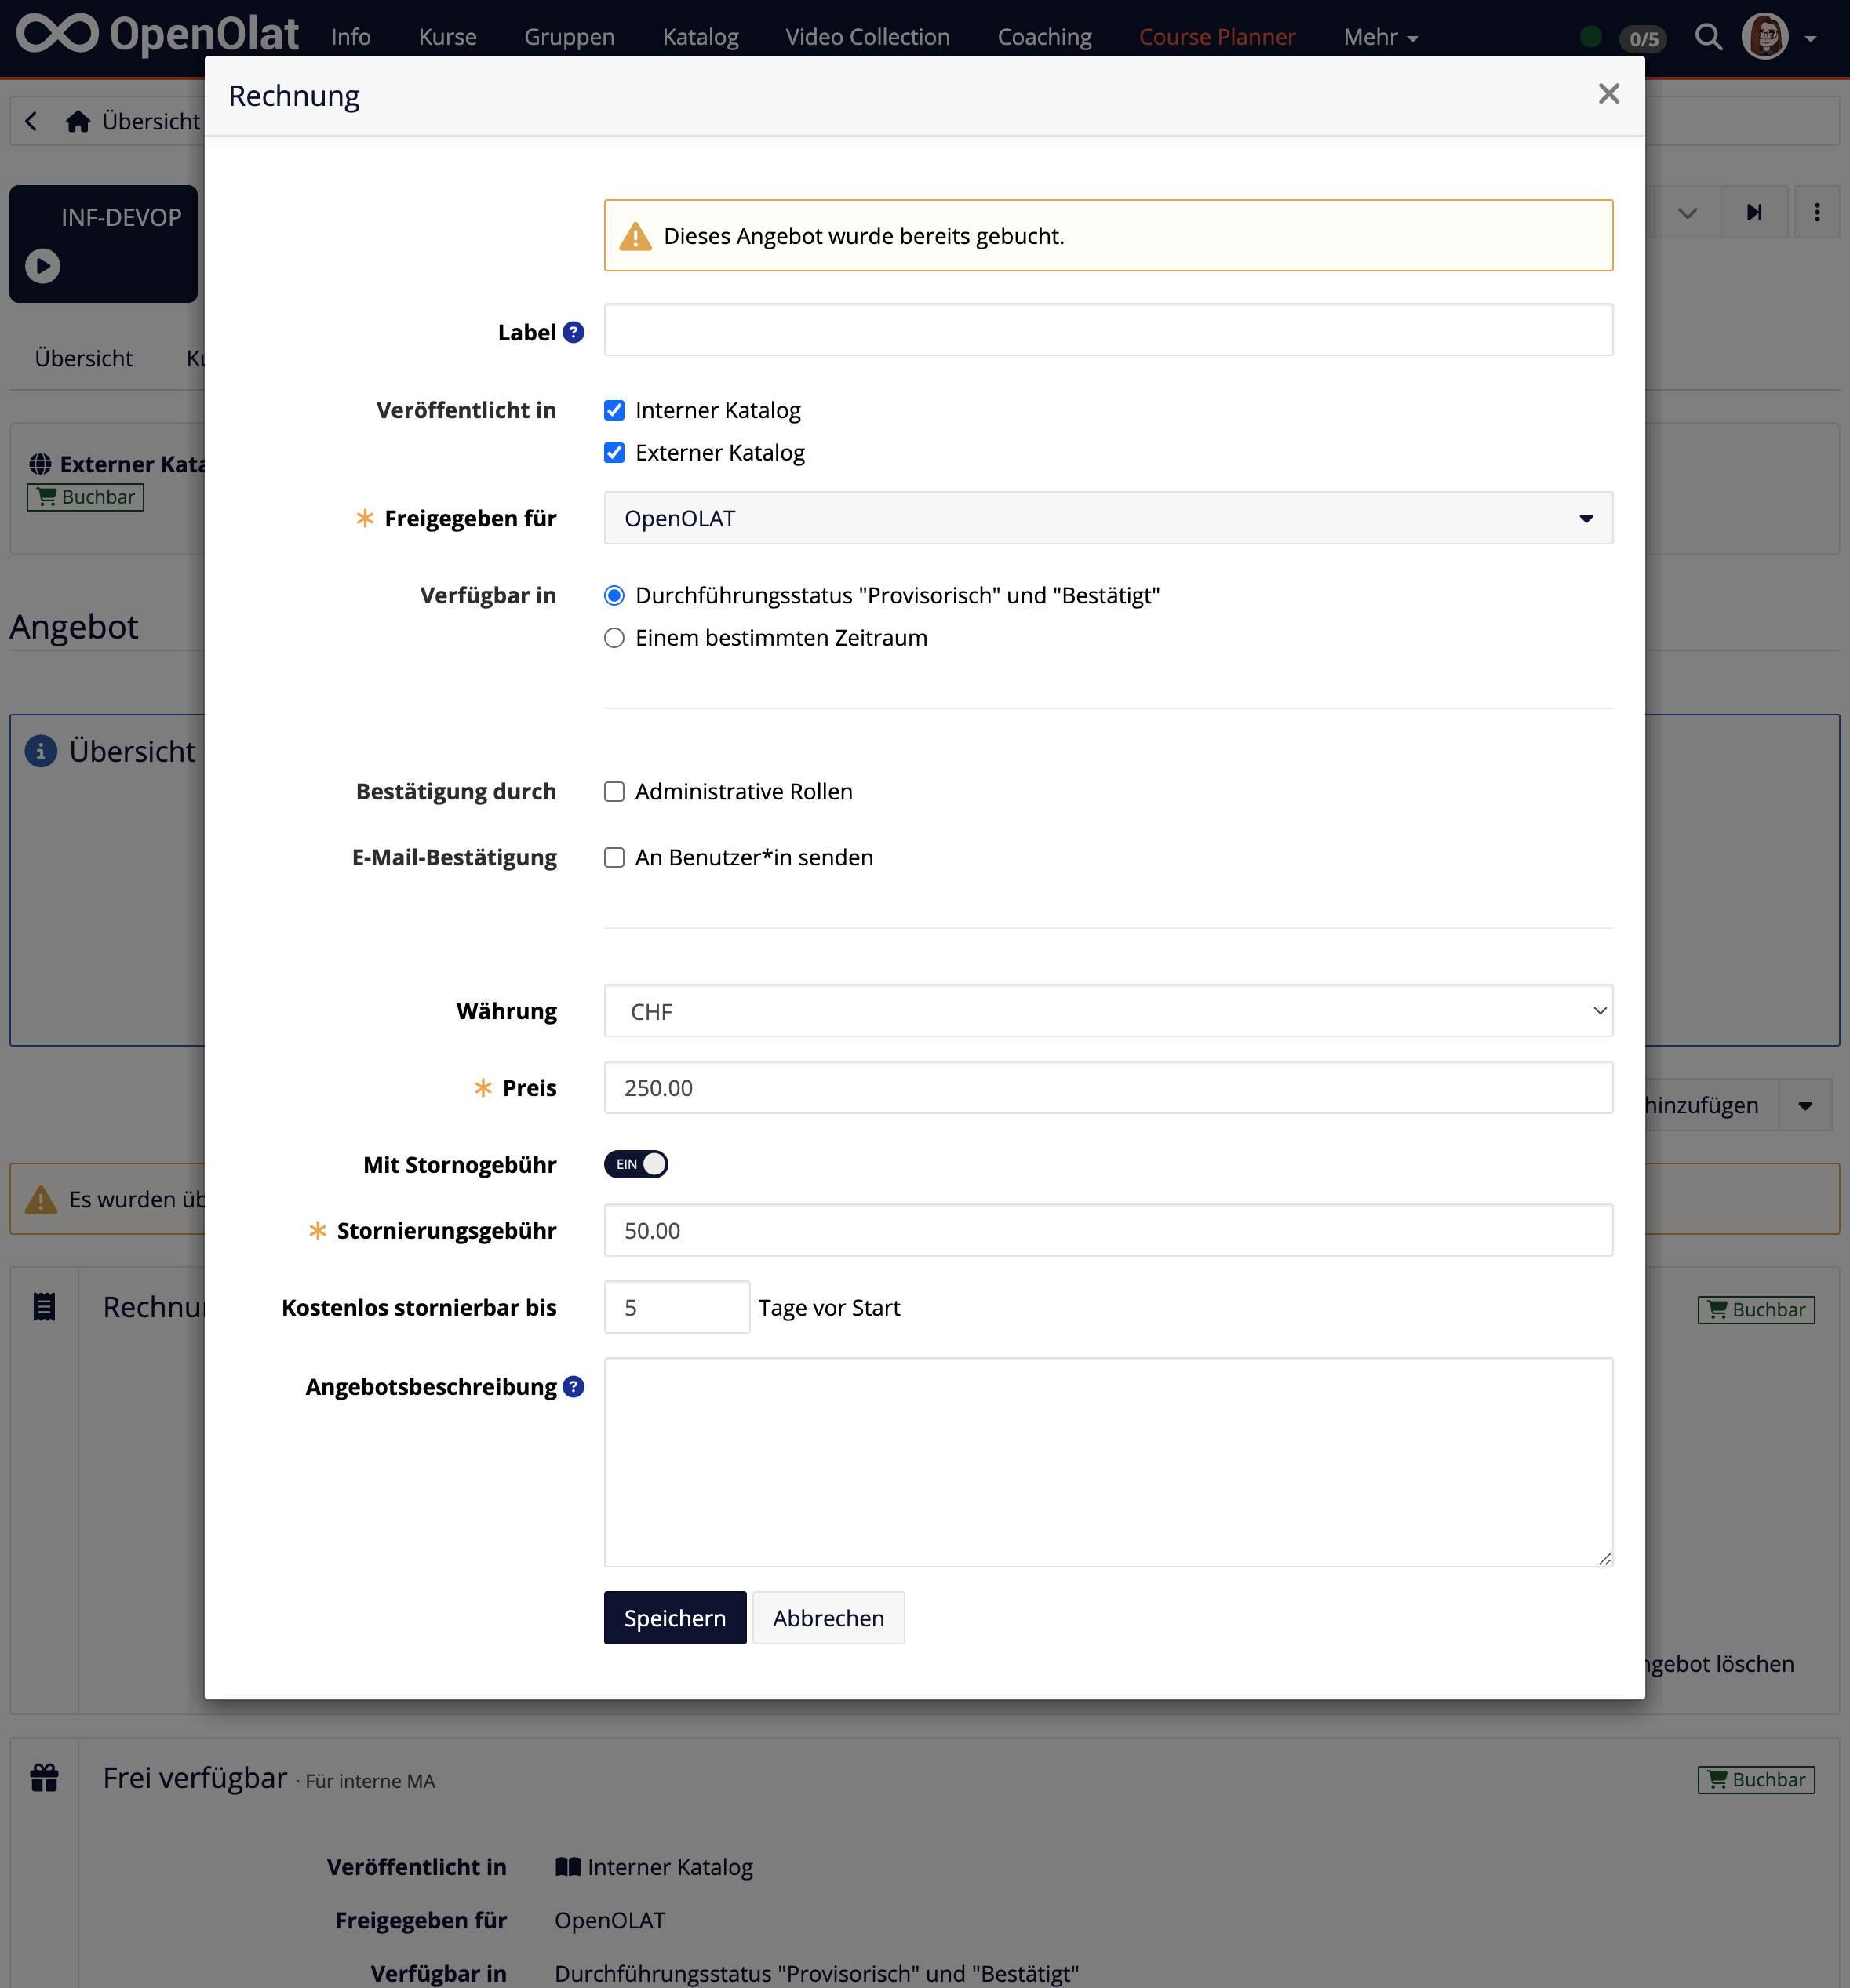 OpenOlat Info Kurse Gruppen Katalog Video Collection Coaching Course Planner Mehr 0/5
Rechnung
Übersicht
INF-DEVOP
Dieses Angebot wurde bereits gebucht.
Label ?
Übersicht
Veröffentlicht in Interner Katalog
Externer Katalog
Externer Kata
Buchbar
Freigegeben für OpenOLAT
Verfügbar in Durchführungsstatus "Provisorisch" und "Bestätigt"
Einem bestimmten Zeitraum
Angebot
Übersicht
Bestätigung durch Administrative Rollen
E-Mail-Bestätigung An Benutzer*in senden
Währung CHF
Preis 250.00
hinzufügen
Mit Stornogebühr EIN
Es wurden üb
Stornierungsgebühr 50.00
Kostenlos stornierbar bis 5 Tage vor Start
Rechnu
Buchbar
Angebotsbeschreibung ?
Speichern Abbrechen
ngebot löschen
Frei verfügbar · Für interne MA
Buchbar
Veröffentlicht in Interner Katalog
Freigegeben für OpenOLAT
Verfügbar in Durchführungsstatus "Provisorisch" und "Bestätigt"